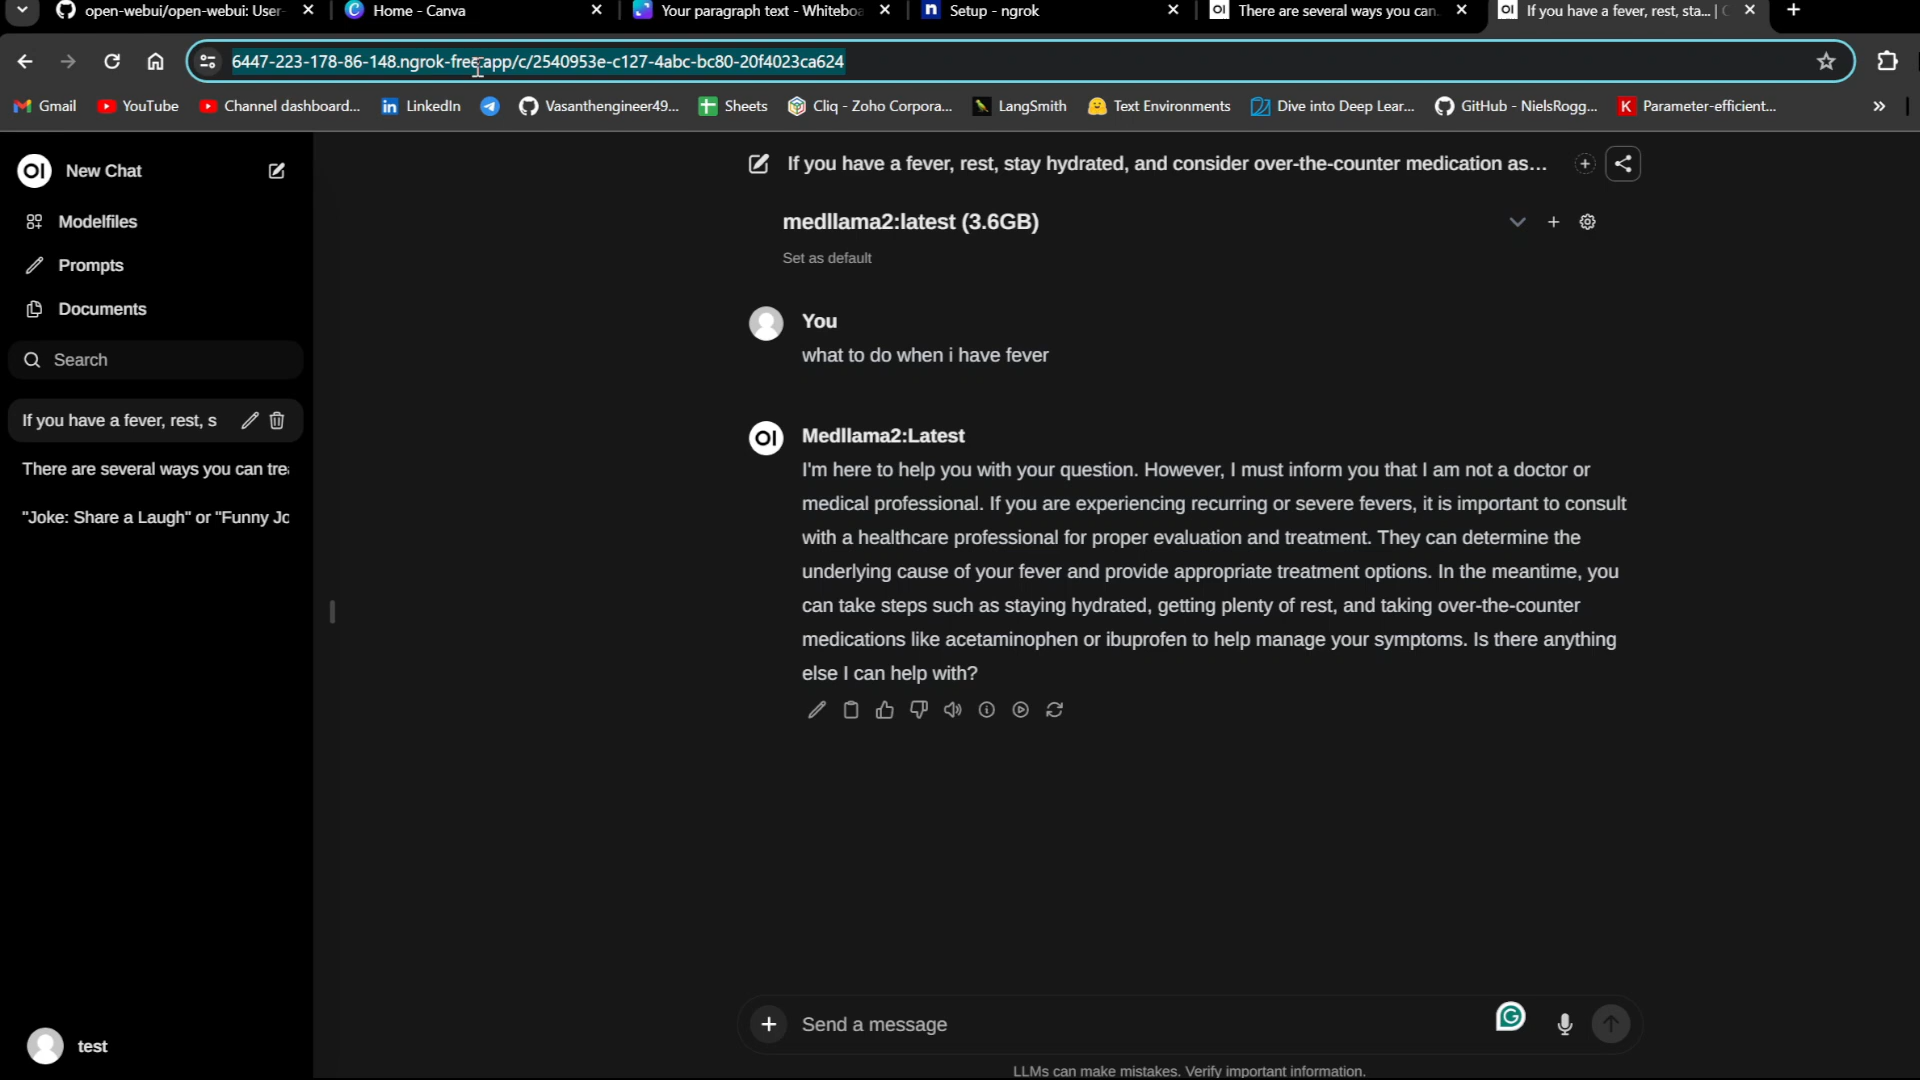 open-webui/open-webui: User-
Home - Canva
Your paragraph text - Whiteboa
Setup - ngrok
There are several ways you can
If you have a fever, rest, sta... |
6447-223-178-86-148.ngrok-free.app/c/2540953e-c127-4abc-bc80-20f4023ca624
Gmail
YouTube
Channel dashboard...
LinkedIn
Vasanthengineer49...
Sheets
Cliq - Zoho Corpora...
LangSmith
Text Environments
Dive into Deep Lear...
GitHub - NielsRogg...
Parameter-efficient...
OI New Chat
Modelfiles
Prompts
Documents
Search
If you have a fever, rest, s
There are several ways you can trea
"Joke: Share a Laugh" or "Funny Jo
test
If you have a fever, rest, stay hydrated, and consider over-the-counter medication as...
medllama2:latest (3.6GB)
Set as default
You
what to do when i have fever
OI Medllama2:Latest
I'm here to help you with your question. However, I must inform you that I am not a doctor or
medical professional. If you are experiencing recurring or severe fevers, it is important to consult
with a healthcare professional for proper evaluation and treatment. They can determine the
underlying cause of your fever and provide appropriate treatment options. In the meantime, you
can take steps such as staying hydrated, getting plenty of rest, and taking over-the-counter
medications like acetaminophen or ibuprofen to help manage your symptoms. Is there anything
else I can help with?
Send a message
LLMs can make mistakes. Verify important information.